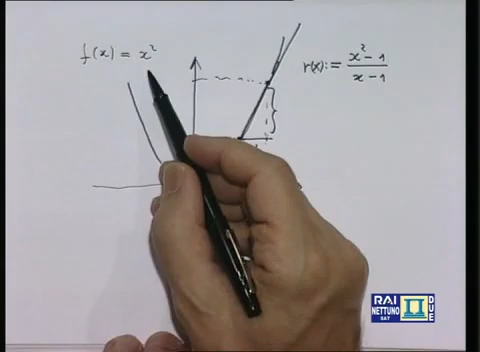 f(x) = x²
r(x) := x² - 1
x - 1
RAI
NETTUNO
SAT
DUE